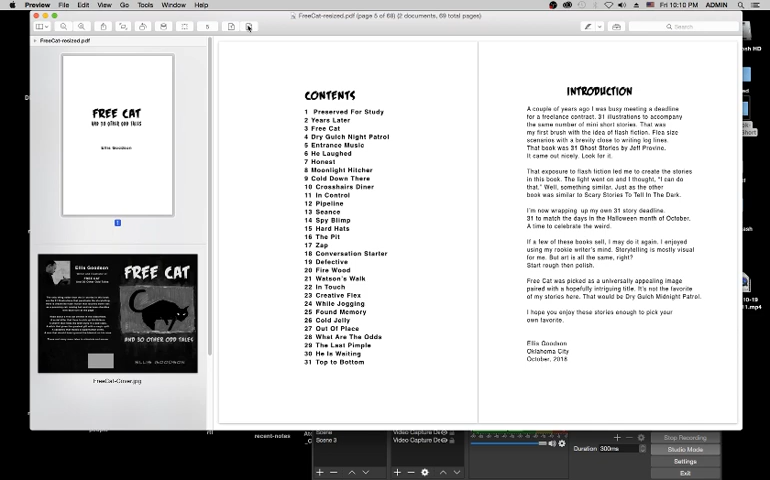 Preview File Edit View Go Tools Window Help
Fri 10:10 PM ADMIN
FreeCat-resized.pdf (page 5 of 68) (2 documents, 69 total pages)
5
Search
FreeCat-resized.pdf
FREE CAT
AND 30 OTHER ODD TALES
Ellis Goodson
1
Ellis Goodson
FREE CAT
AND 30 OTHER ODD TALES
ELLIS GOODSON
FreeCat-Cover.jpg
CONTENTS
1 Preserved For Study
2 Years Later
3 Free Cat
4 Dry Gulch Night Patrol
5 Entrance Music
6 He Laughed
7 Honest
8 Moonlight Hitcher
9 Cold Down There
10 Crosshairs Diner
11 In Control
12 Pipeline
13 Seance
14 Spy Blimp
15 Hard Hats
16 The Pit
17 Zap
18 Conversation Starter
19 Defective
20 Fire Wood
21 Watson's Walk
22 In Touch
23 Creative Flex
24 While Jogging
25 Found Memory
26 Cold Jelly
27 Out Of Place
28 What Are The Odds
29 The Last Pimple
30 He Is Waiting
31 Top to Bottom
INTRODUCTION
A couple of years ago I was busy meeting a deadline
for a freelance contract. 31 illustrations to accompany
the same number of mini short stories. That was
my first brush with the idea of flash fiction. Flea size
scenarios with a brevity close to writing log lines.
That book was 31 Ghost Stories by Jeff Provine.
It came out nicely. Look for it.
That exposure to flash fiction led me to create the stories
in this book. The light went on and I thought, "I can do
that." Well, something similar. Just as the other
book was similar to Scary Stories To Tell In The Dark.
I'm now wrapping up my own 31 story deadline.
31 to match the days in the Halloween month of October.
A time to celebrate the weird.
If a few of these books sell, I may do it again. I enjoyed
using my rookie writer's mind. Storytelling is mostly visual
for me. But art is all the same, right?
Start rough then polish.
Free Cat was picked as a universally appealing image
paired with a hopefully intriguing title. It's not the favorite
of my stories here. That would be Dry Gulch Midnight Patrol.
I hope you enjoy these stories enough to pick your
own favorite.
Ellis Goodson
Oklahoma City
October, 2018
recent-notes
Scene
Scene 3
Video Capture De
Video Capture De
Duration 300ms
Stop Recording
Studio Mode
Settings
Exit